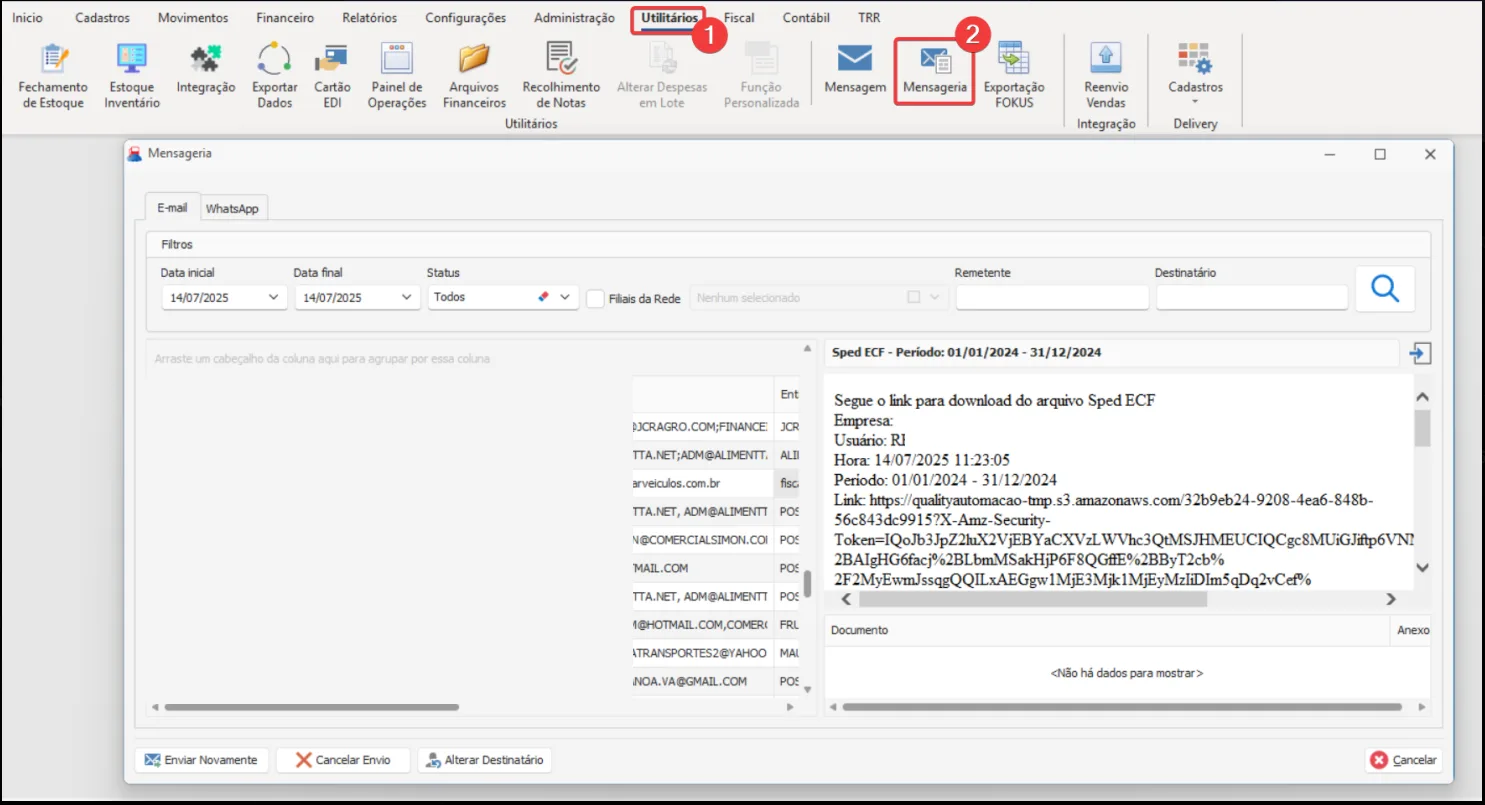 Início Cadastros Movimentos Financeiro Relatórios Configurações Administração Utilitários Fiscal Contábil TRR
1
2
Fechamento de Estoque
Estoque Inventário
Integração
Exportar Dados
Cartão EDI
Painel de Operações
Arquivos Financeiros
Recolhimento de Notas
Alterar Despesas em Lote
Função Personalizada
Mensagem
Mensageria
Exportação FOKUS
Reenvio Vendas
Cadastros
Utilitários
Integração
Delivery
Mensageria
E-mail
WhatsApp
Filtros
Data inicial
Data final
Status
Remetente
Destinatário
14/07/2025
14/07/2025
Todos
Filiais da Rede
Nenhum selecionado
Arraste um cabeçalho da coluna aqui para agrupar por essa coluna
Ent
@JCRAGRO.COM;FINANCEI JCR
TTA.NET;ADM@ALIMENTT. ALI
arveiculos.com.br fisca
TTA.NET, ADM@ALIMENTT POS
N@COMERCIALSIMON.COI POS
MAIL.COM POS
TTA.NET, ADM@ALIMENTT POS
M@HOTMAIL.COM,COMERC FRU
ATRANSPORTES2@YAHOO MAU
NOA.VA@GMAIL.COM POS
Sped ECF - Período: 01/01/2024 - 31/12/2024
Segue o link para download do arquivo Sped ECF
Empresa:
Usuário: RI
Hora: 14/07/2025 11:23:05
Periodo: 01/01/2024 - 31/12/2024
Link: https://qualityautomacao-tmp.s3.amazonaws.com/32b9eb24-9208-4ea6-848b-
56c843dc9915?X-Amz-Security-
Token=IQoJb3JpZ2luX2VjEBYaCXVzLWVhc3QtMSJHMEUCIQCgc8MUiGJiftp6VNM
2BAIgHG6facj%2BLbmMSakHjP6F8QGffE%2BByT2cb%
2F2MyEwmJssqgQQILxAEGgw1MjE3Mjk1MjEyMzIiDIm5qDq2vCef%
Documento
Anexo
<Não há dados para mostrar>
Enviar Novamente
Cancelar Envio
Alterar Destinatário
Cancelar